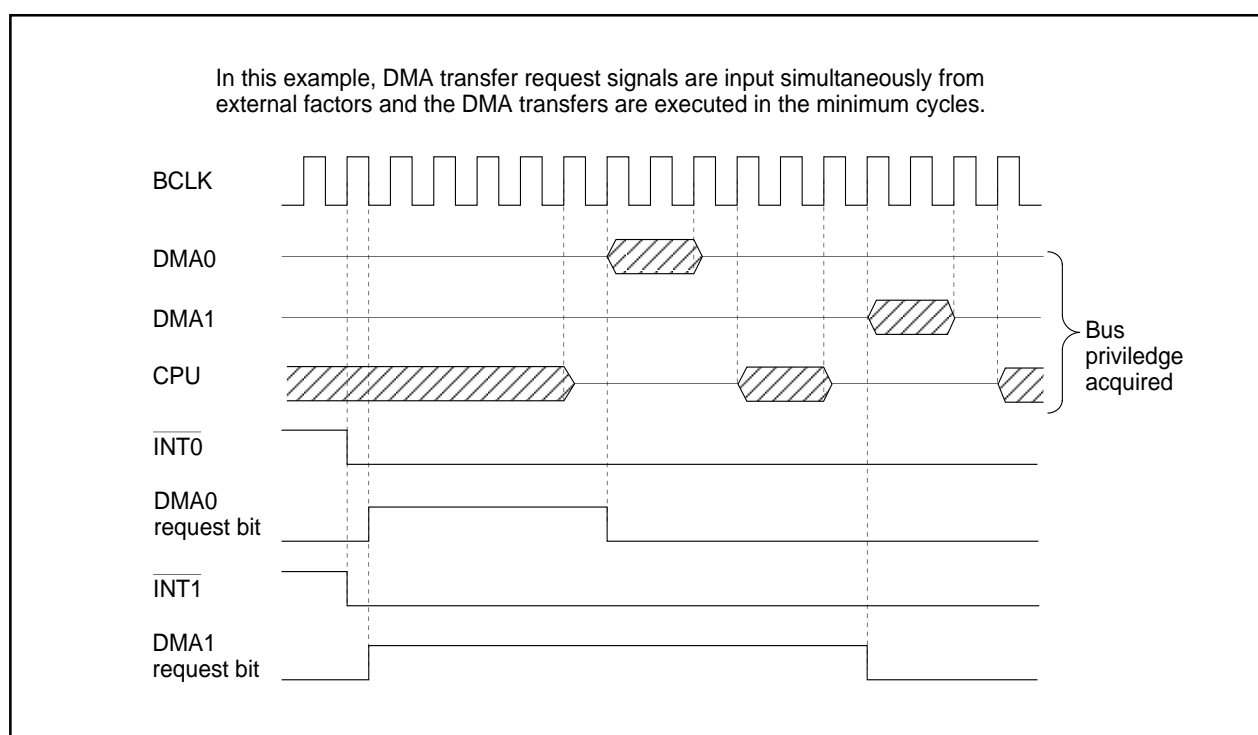 In this example, DMA transfer request signals are input simultaneously from
external factors and the DMA transfers are executed in the minimum cycles.
BCLK
DMA0
DMA1
CPU
Bus
priviledge
acquired
INT0
DMA0
request bit
INT1
DMA1
request bit